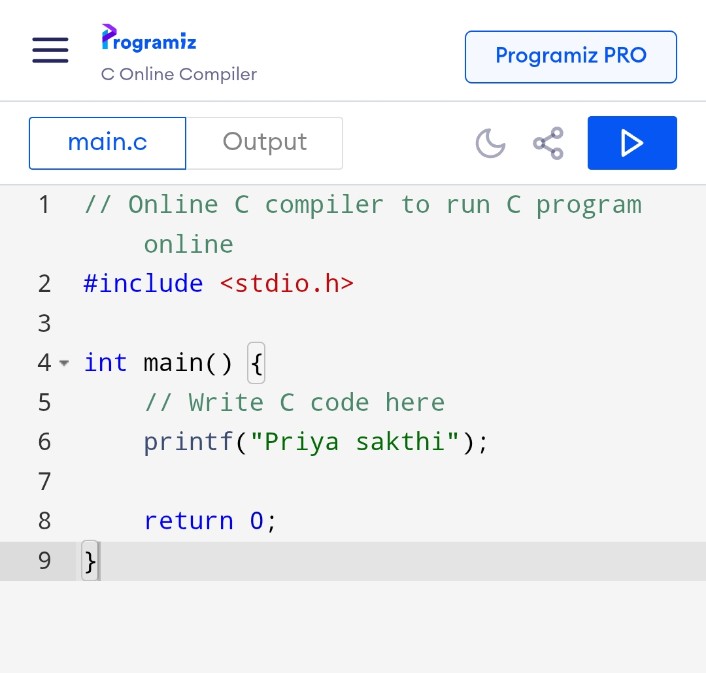 Programiz
C Online Compiler
Programiz PRO
main.c
Output
1 // Online C compiler to run C program
online
2 #include <stdio.h>
3
4 int main() {
5 // Write C code here
6 printf("Priya sakthi");
7
8 return 0;
9 }